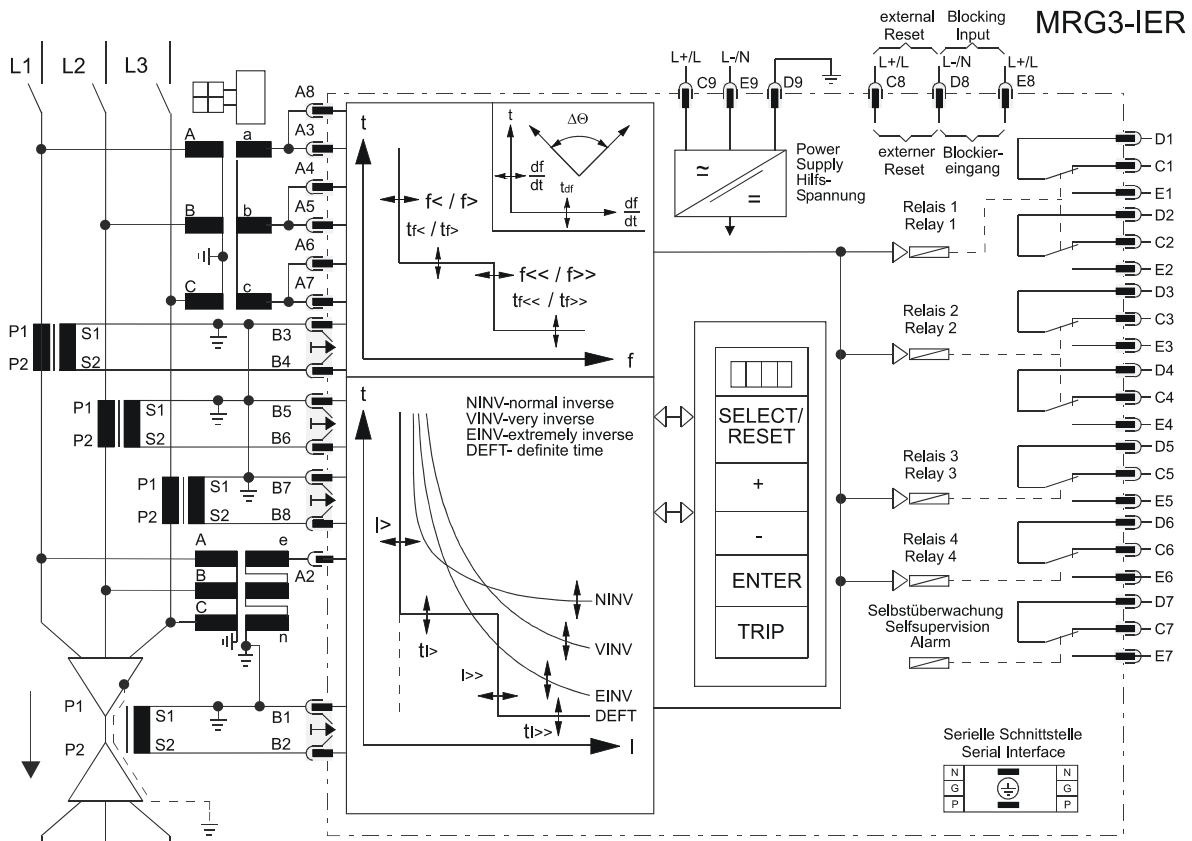 MRG3-IER
external Reset
Blocking Input
L1
L2
L3
L+/L
C9
L-/N
E9
D9
L+/L
C8
L-/N
D8
L+/L
E8
externer Reset
Blockier-
eingang
Power
Supply
Hilfs-
Spannung
≃
=
A8
A3
A4
A5
A6
A7
A
a
B
b
C
c
t
f< / f>
tf< / tf>
f<< / f>>
tf<< / tf>>
f
t
ΔΘ
df
dt
tdf
df
dt
P1
P2
S1
S2
B3
B4
P1
P2
S1
S2
B5
B6
P1
P2
S1
S2
B7
B8
A
e
B
C
n
A2
P1
P2
S1
S2
B1
B2
t
NINV-normal inverse
VINV-very inverse
EINV-extremely inverse
DEFT- definite time
I>
tI>
I>>
tI>>
NINV
VINV
EINV
DEFT
I
SELECT/
RESET
+
-
ENTER
TRIP
Relais 1
Relay 1
Relais 2
Relay 2
Relais 3
Relay 3
Relais 4
Relay 4
Selbstüberwachung
Selfsupervision
Alarm
D1
C1
E1
D2
C2
E2
D3
C3
E3
D4
C4
E4
D5
C5
E5
D6
C6
E6
D7
C7
E7
Serielle Schnittstelle
Serial Interface
N
G
P
N
G
P